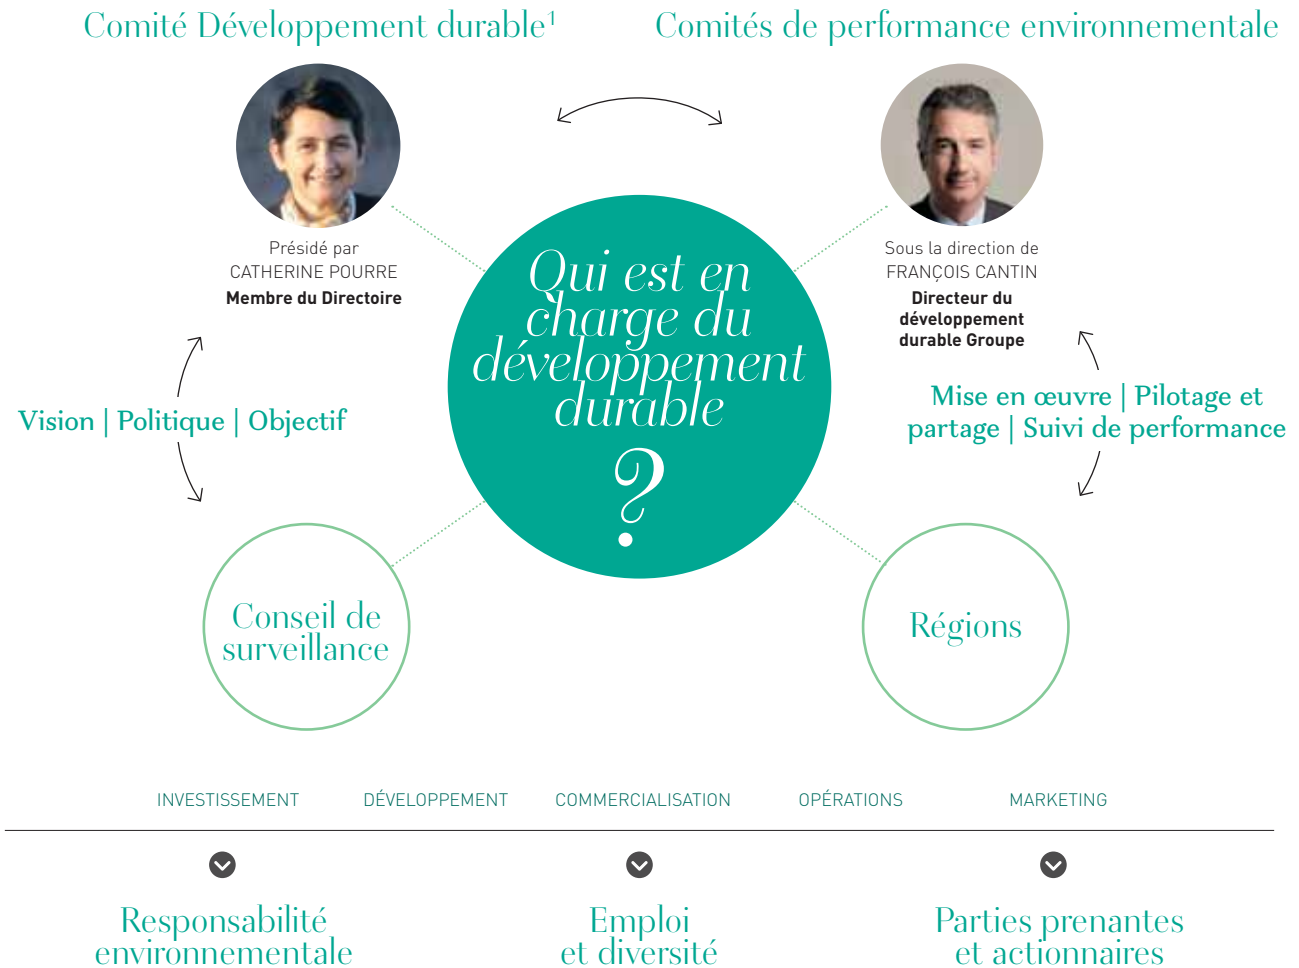 Comité Développement durable¹
Comités de performance environnementale
Présidé par
CATHERINE POURRE
Membre du Directoire
Sous la direction de
FRANÇOIS CANTIN
Directeur du
développement
durable Groupe
Qui est en
charge du
développement
durable
?
Vision | Politique | Objectif
Mise en œuvre | Pilotage et
partage | Suivi de performance
Conseil de
surveillance
Régions
INVESTISSEMENT
DÉVELOPPEMENT
COMMERCIALISATION
OPÉRATIONS
MARKETING
Responsabilité
environnementale
Emploi
et diversité
Parties prenantes
et actionnaires